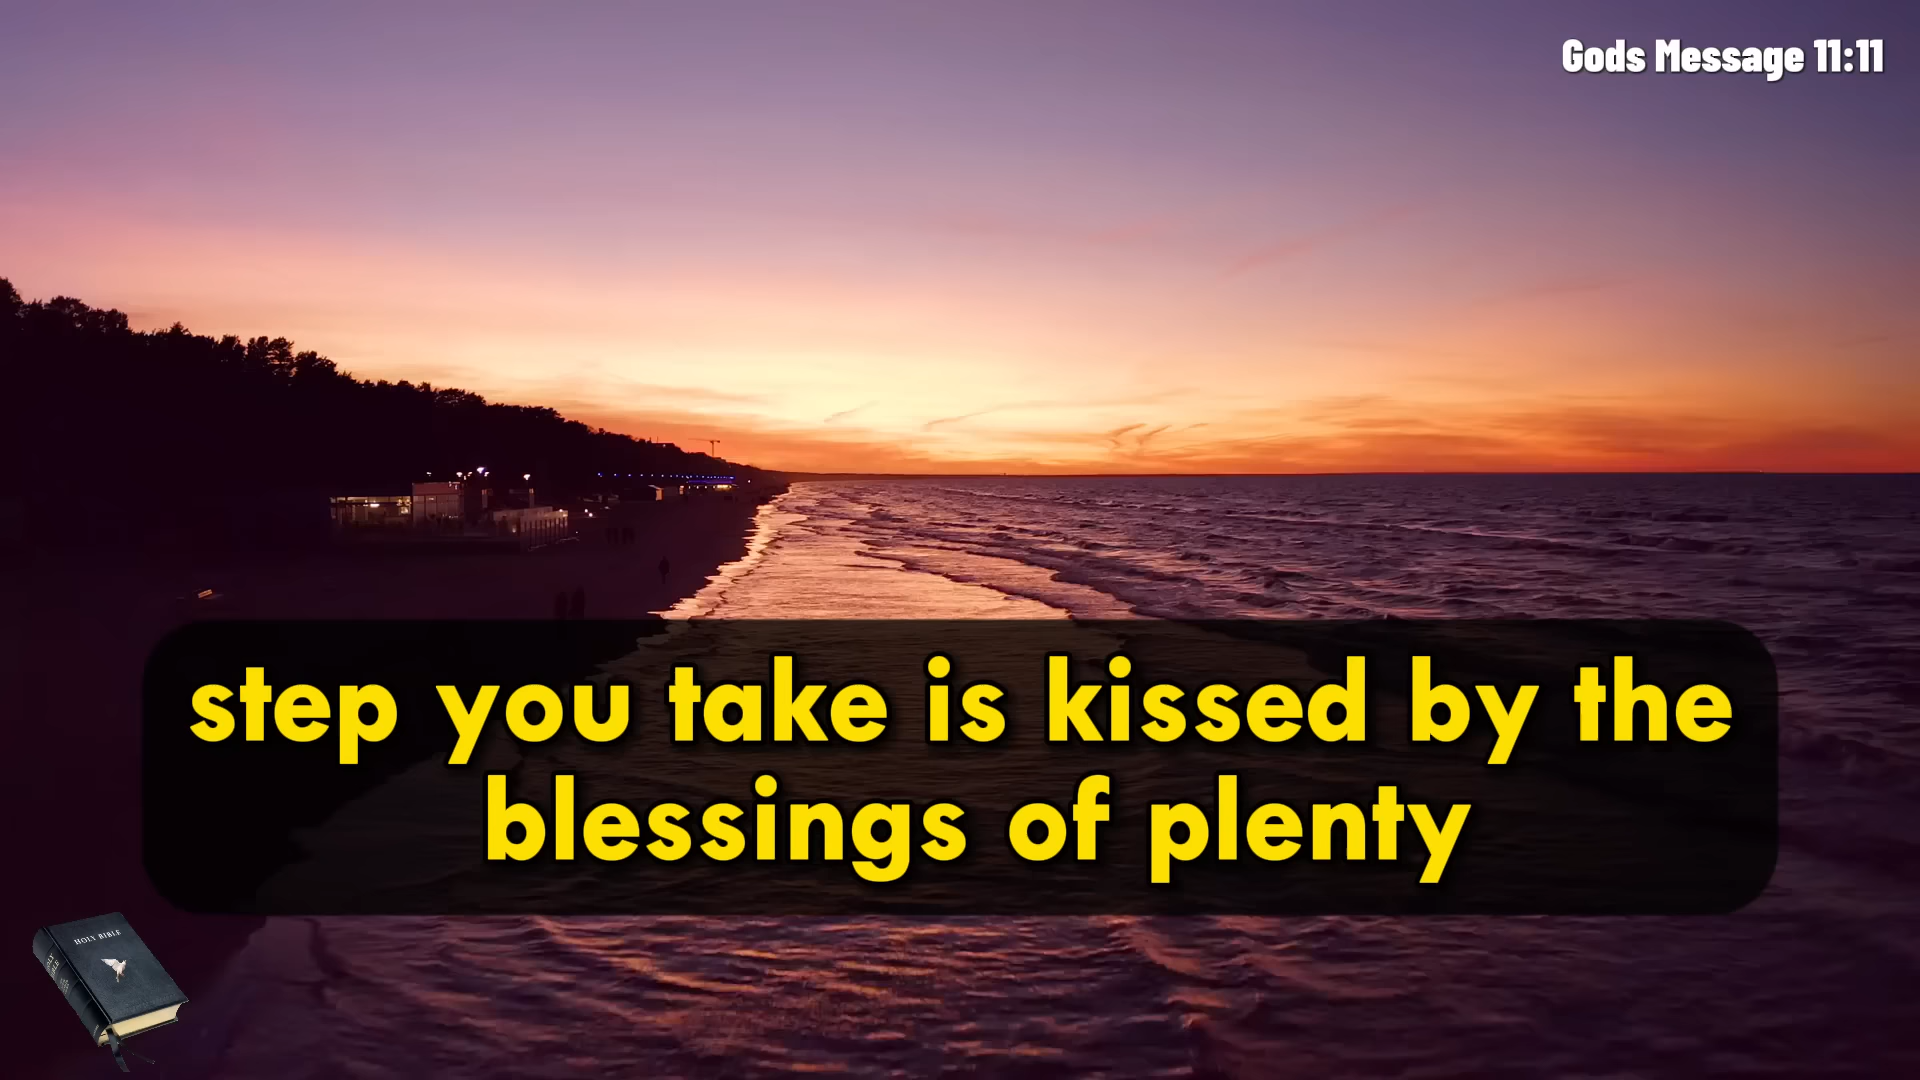 Gods Message 11:11
step you take is kissed by the
blessings of plenty
HOLY BIBLE